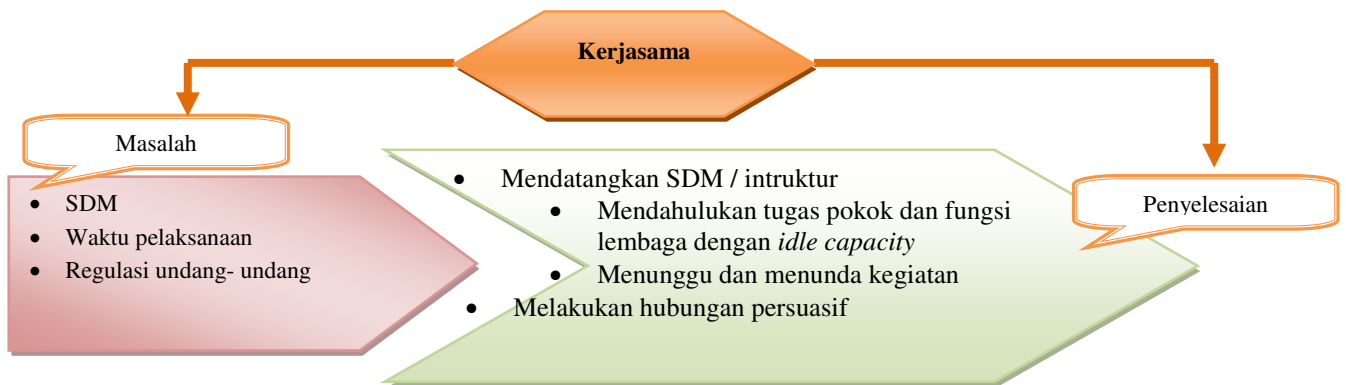 Kerjasama
Masalah
• SDM
• Waktu pelaksanaan
• Regulasi undang- undang
• Mendatangkan SDM / intruktur
• Mendahulukan tugas pokok dan fungsi
lembaga dengan idle capacity
• Menunggu dan menunda kegiatan
• Melakukan hubungan persuasif
Penyelesaian